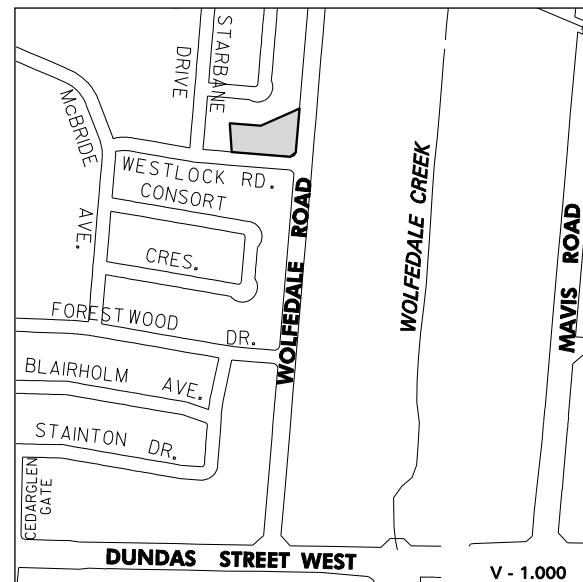 STARBANE
DRIVE
McBRIDE
AVE.
WESTLOCK RD.
CONSORT
CRES.
WOLFEDALE ROAD
WOLFEDALE CREEK
MAVIS ROAD
FORESTWOOD DR.
BLAIRHOLM AVE.
STAINTON DR.
CEDARGLEN
GATE
DUNDAS STREET WEST
V - 1.000